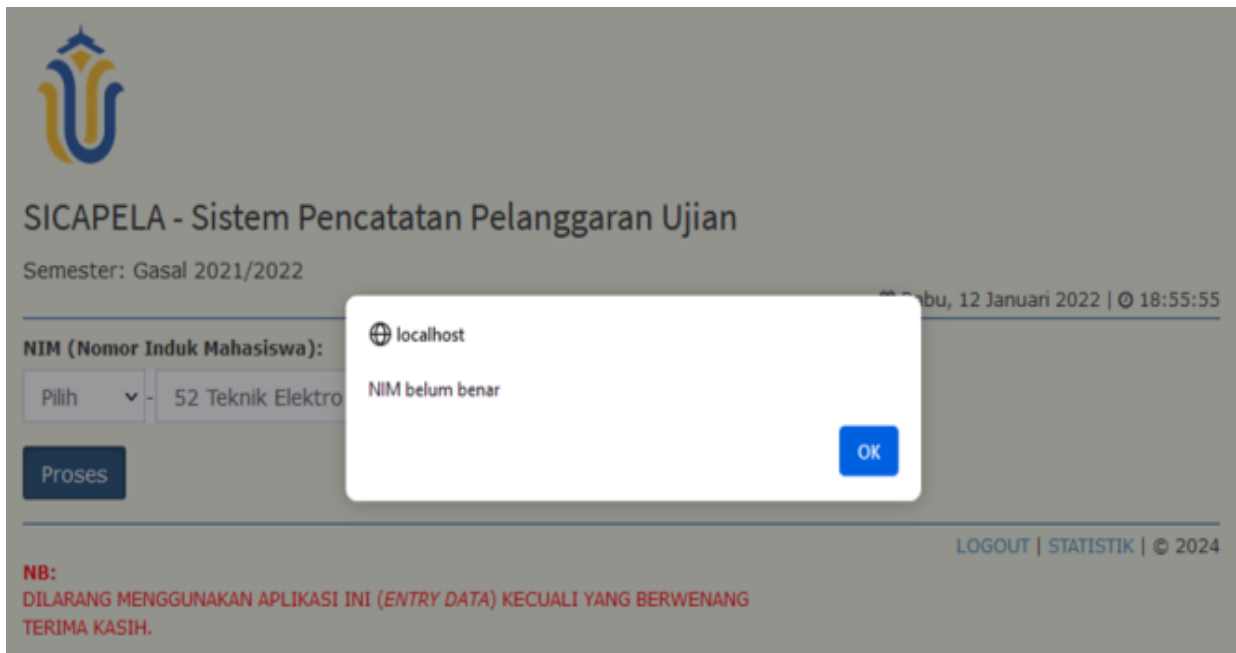 SICAPELA - Sistem Pencatatan Pelanggaran Ujian
Semester: Gasal 2021/2022
12 Januari 2022 | 18:55:55
NIM (Nomor Induk Mahasiswa):
Pilih - 52 Teknik Elektro
localhost
NIM belum benar
OK
Proses
LOGOUT | STATISTIK | © 2024
NB:
DILARANG MENGGUNAKAN APLIKASI INI (ENTRY DATA) KECUALI YANG BERWENANG
TERIMA KASIH.